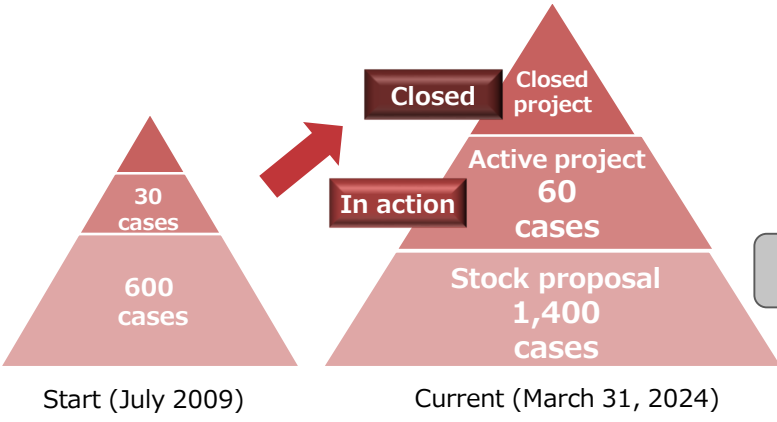 30
cases
600
cases
Start (July 2009)
Closed
In action
Closed
project
Active project
60
cases
Stock proposal
1,400
cases
Current (March 31, 2024)